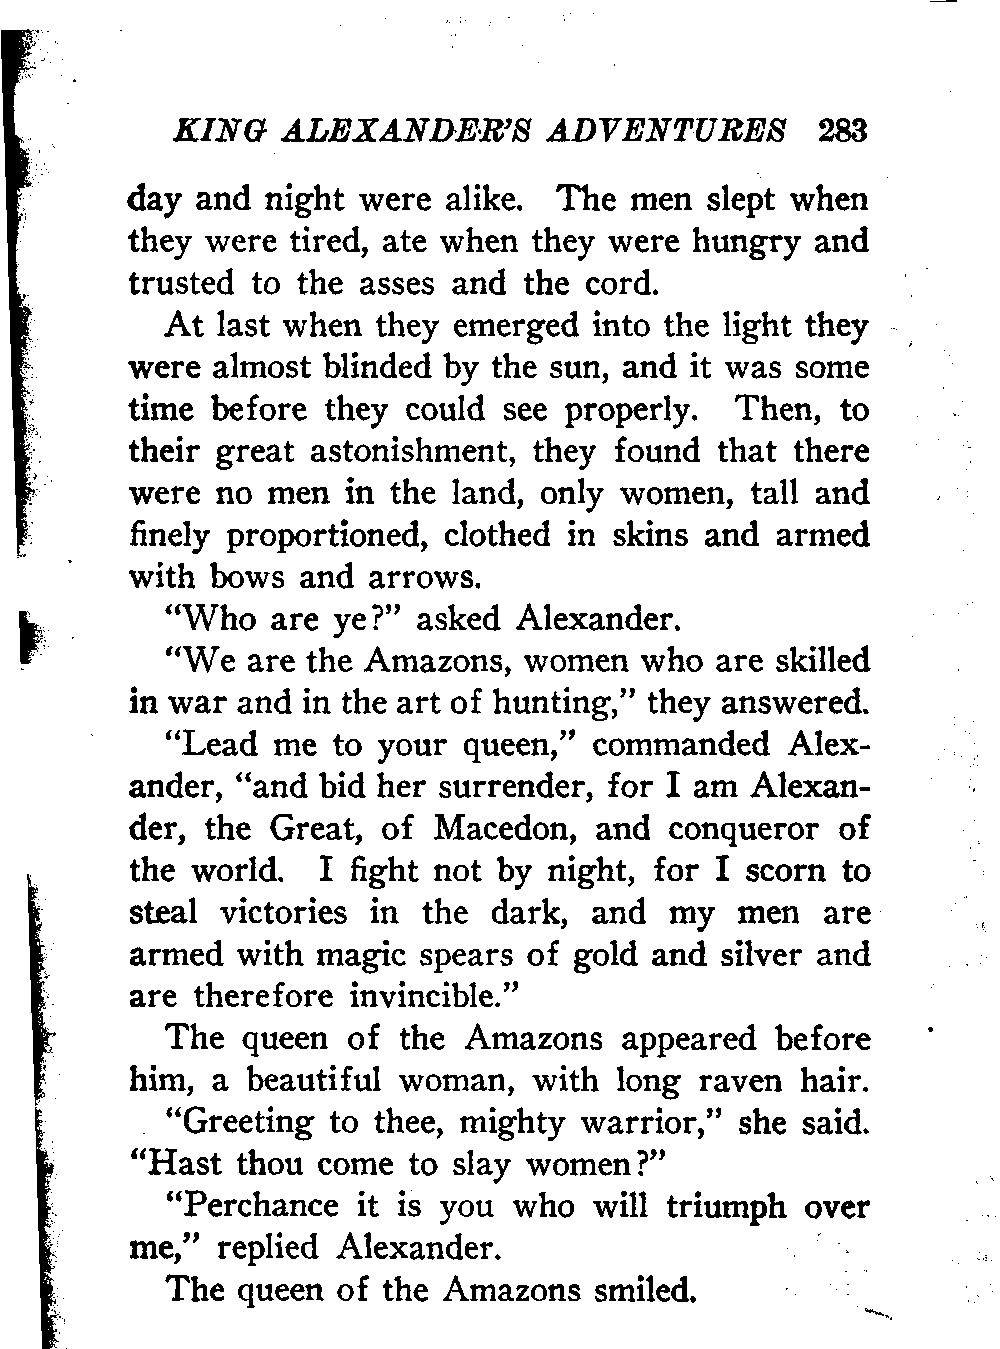 KING ALEXANDER'S ADVENTURES 283
day and night were alike. The men slept when
they were tired, ate when they were hungry and
trusted to the asses and the cord.
At last when they emerged into the light they
were almost blinded by the sun, and it was some
time before they could see properly. Then, to
their great astonishment, they found that there
were no men in the land, only women, tall and
finely proportioned, clothed in skins and armed
with bows and arrows.
"Who are ye?" asked Alexander.
"We are the Amazons, women who are skilled
in war and in the art of hunting," they answered.
"Lead me to your queen," commanded Alex-
ander, "and bid her surrender, for I am Alexan-
der, the Great, of Macedon, and conqueror of
the world. I fight not by night, for I scorn to
steal victories in the dark, and my men are
armed with magic spears of gold and silver and
are therefore invincible."
The queen of the Amazons appeared before
him, a beautiful woman, with long raven hair.
"Greeting to thee, mighty warrior," she said.
"Hast thou come to slay women?"
"Perchance it is you who will triumph over
me," replied Alexander.
The queen of the Amazons smiled.